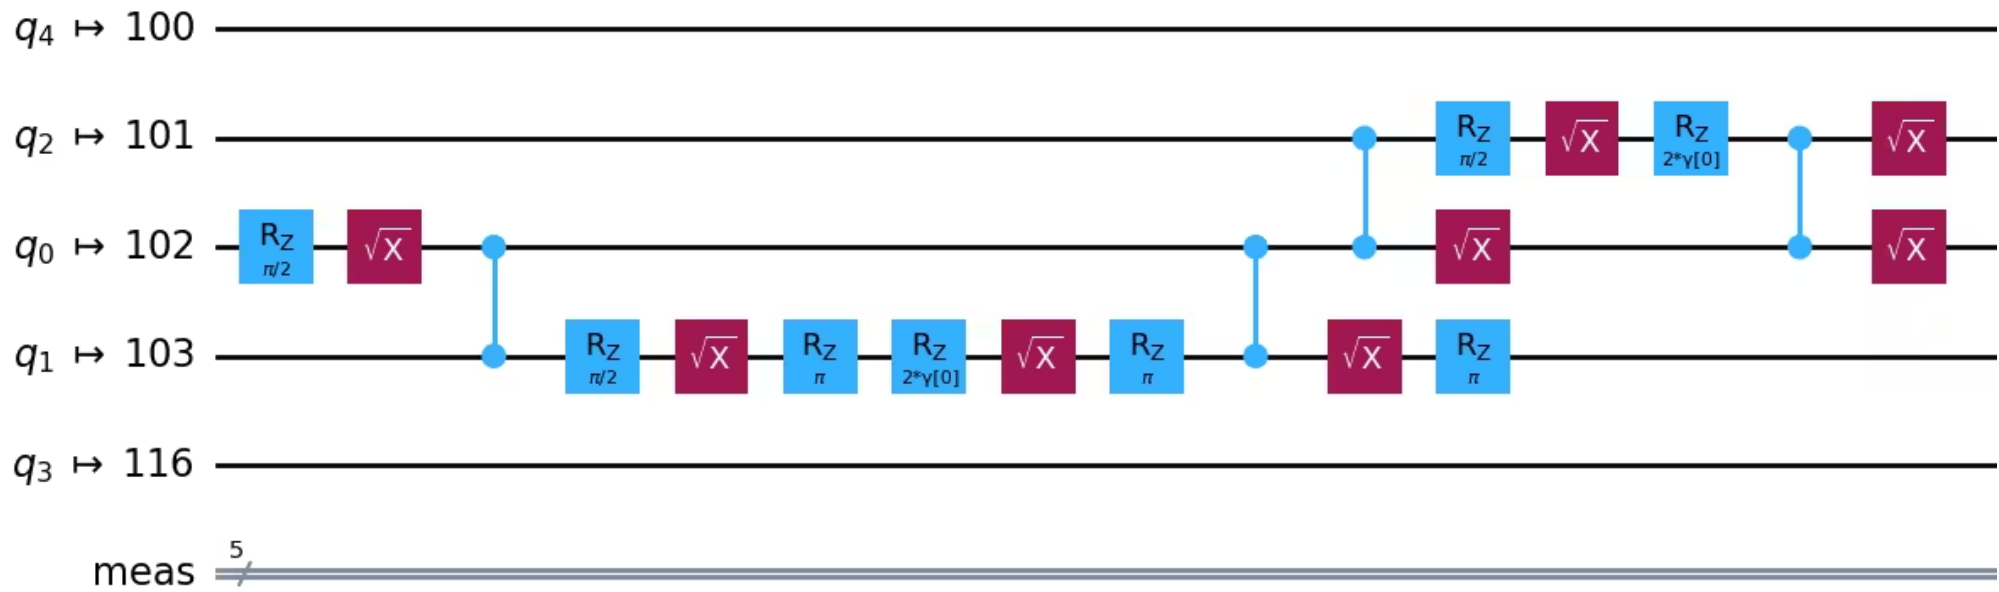 q4 ↦ 100
q2 ↦ 101
RZ
π/2
√X
RZ
2*γ[0]
√X
q0 ↦ 102
RZ
π/2
√X
√X
√X
q1 ↦ 103
RZ
π/2
√X
RZ
π
RZ
2*γ[0]
√X
RZ
π
√X
RZ
π
q3 ↦ 116
5
meas